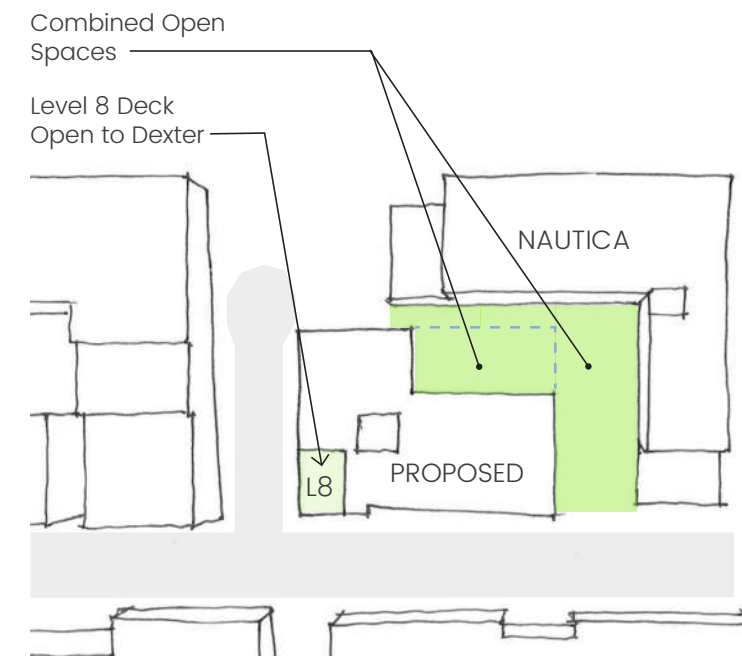 Combined Open
Spaces
Level 8 Deck
Open to Dexter
NAUTICA
PROPOSED
L8